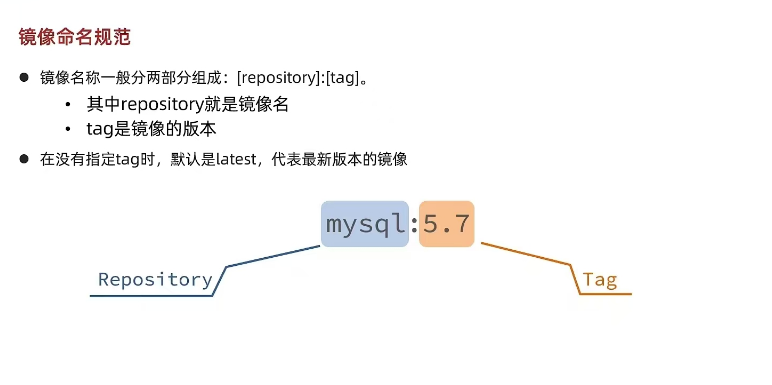 镜像命名规范
● 镜像名称一般分两部分组成：[repository]:[tag]。
• 其中repository就是镜像名
• tag是镜像的版本
● 在没有指定tag时，默认是latest，代表最新版本的镜像
mysql:5.7
Repository
Tag